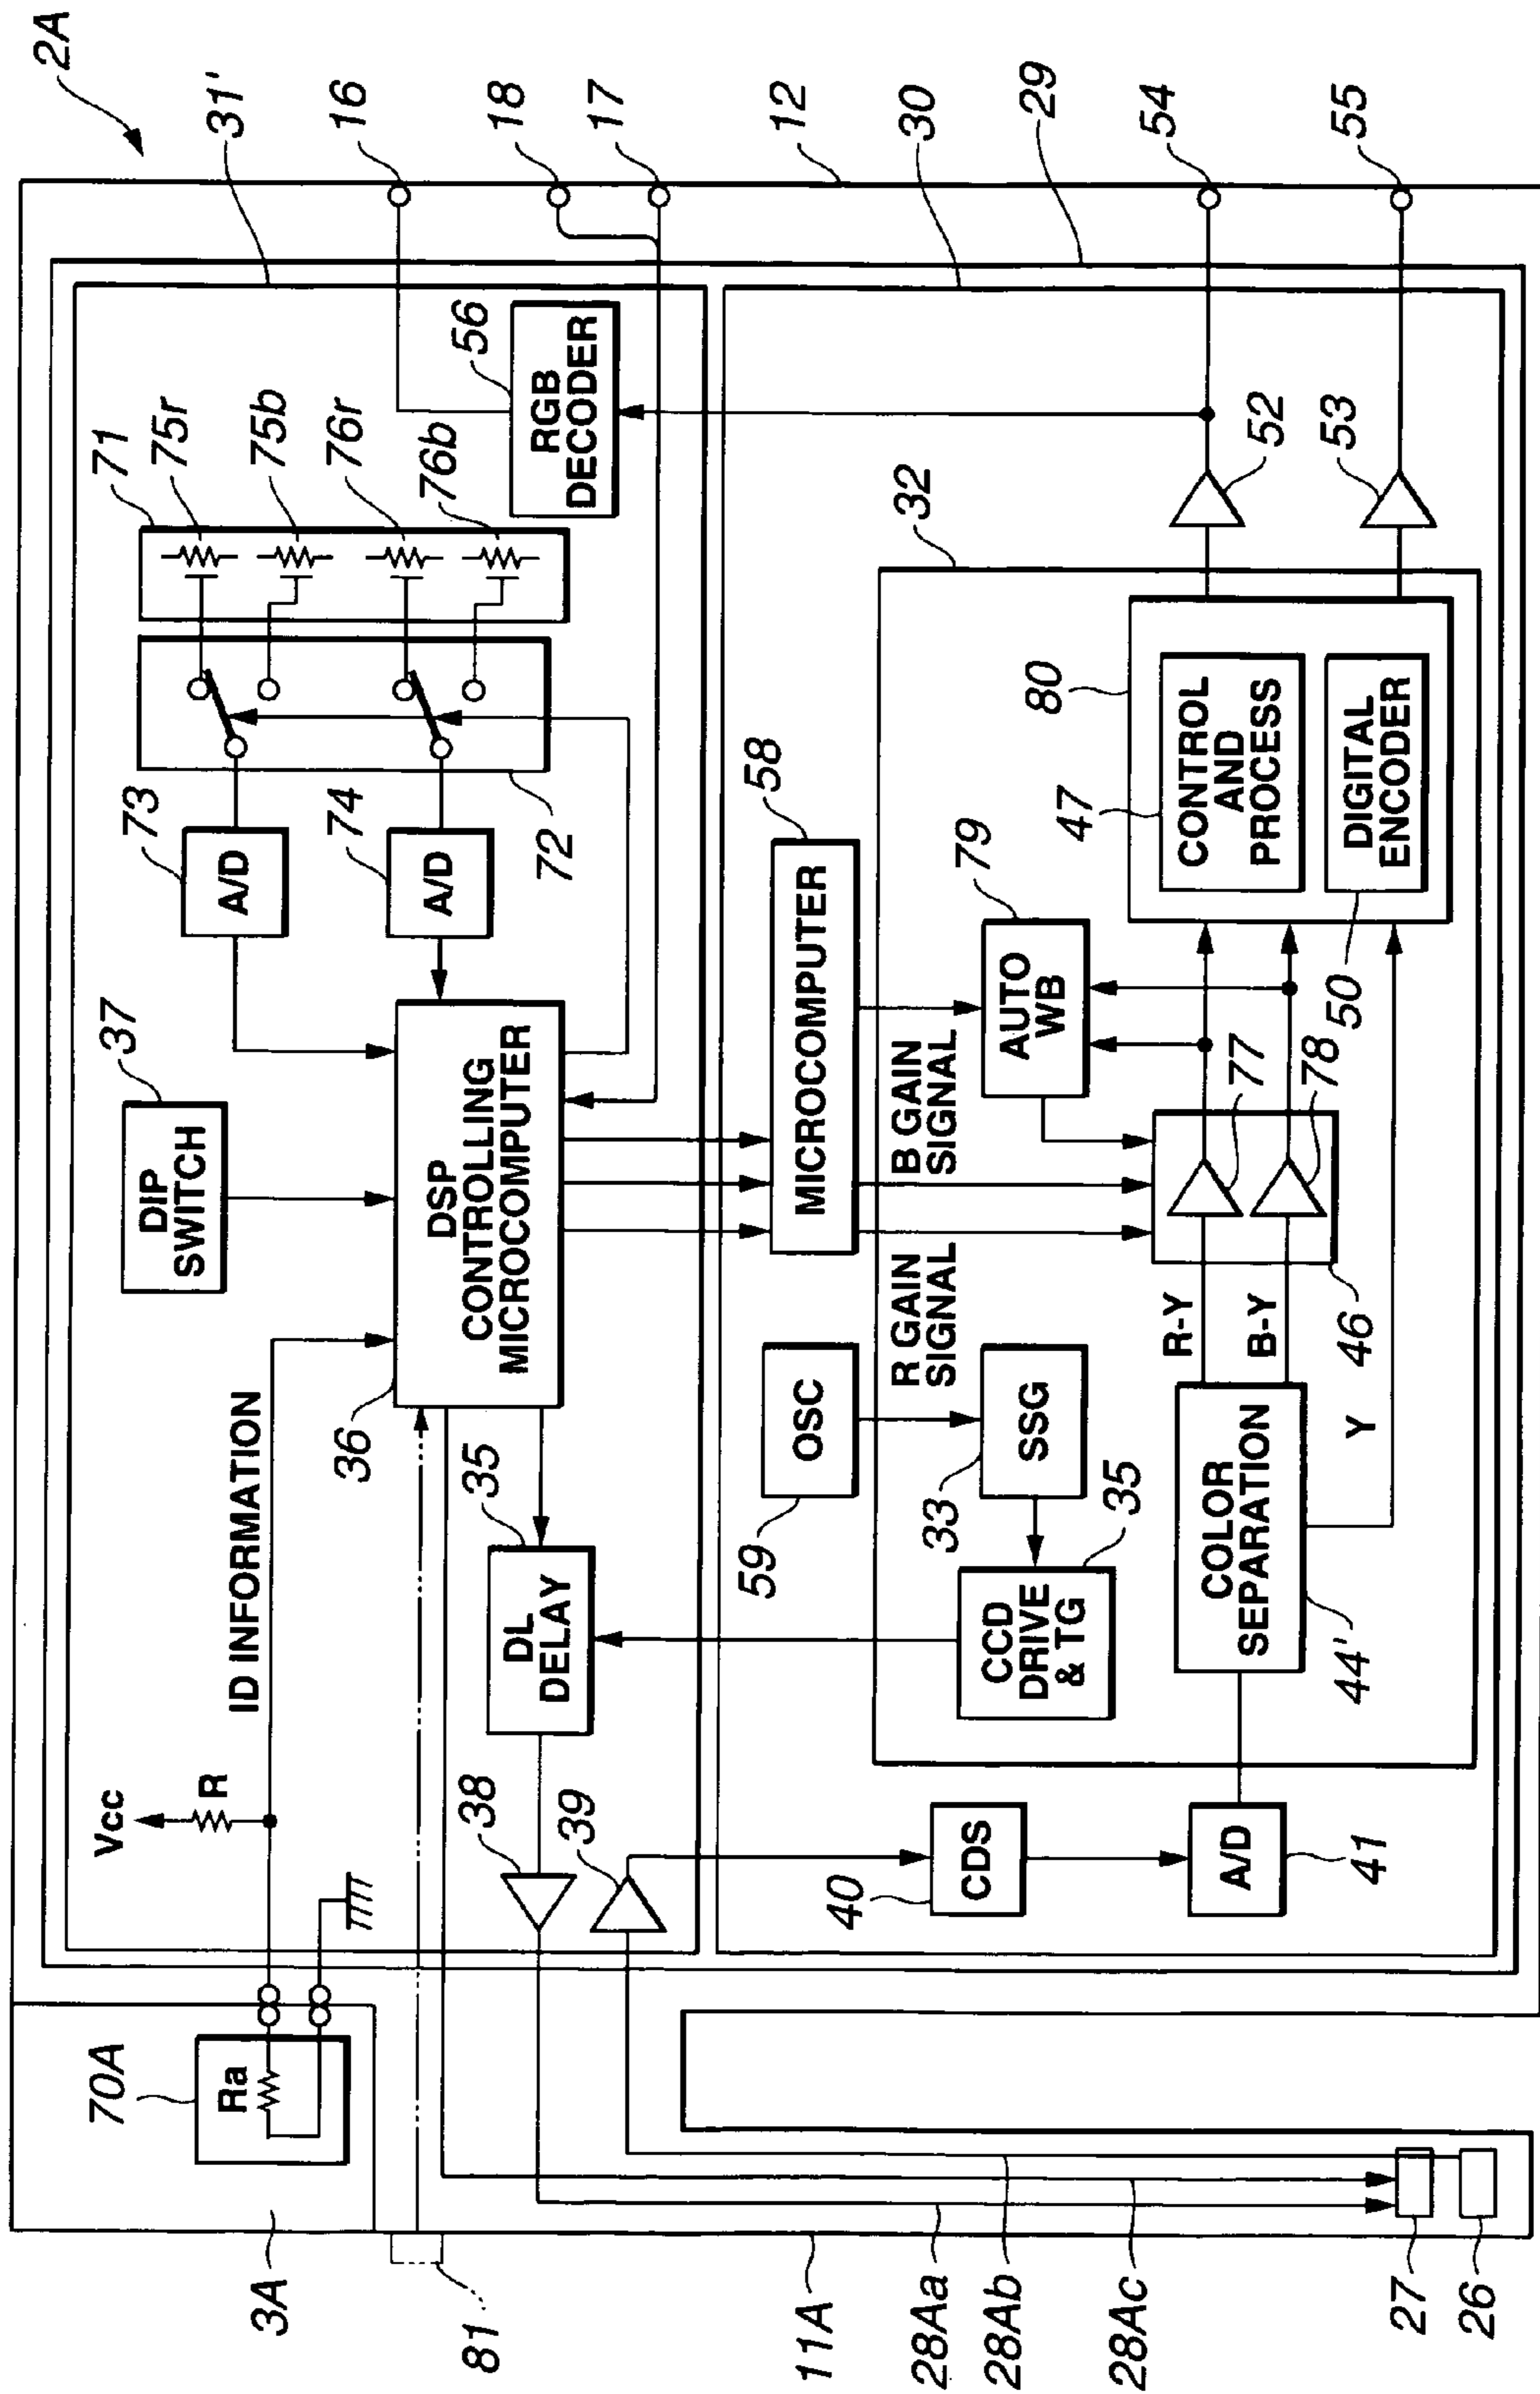 2A
31'
16
18
17
12
30
29
54
55
71
75r
75b
76r
76b
56
RGB
DECODER
52
53
32
73
A/D
74
A/D
72
58
MICROCOMPUTER
79
AUTO
WB
80
47
CONTROL
AND
PROCESS
50
DIGITAL
ENCODER
37
DIP
SWITCH
36
DSP
CONTROLLING
MICROCOMPUTER
B GAIN
SIGNAL
R GAIN
SIGNAL
77
78
46
R-Y
B-Y
Y
ID INFORMATION
35
DL
DELAY
59
OSC
33
SSG
35
CCD
DRIVE
& TG
COLOR
SEPARATION
44'
Vcc
R
38
39
40
CDS
A/D
41
70A
Ra
3A
81
11A
28Aa
28Ab
28Ac
27
26